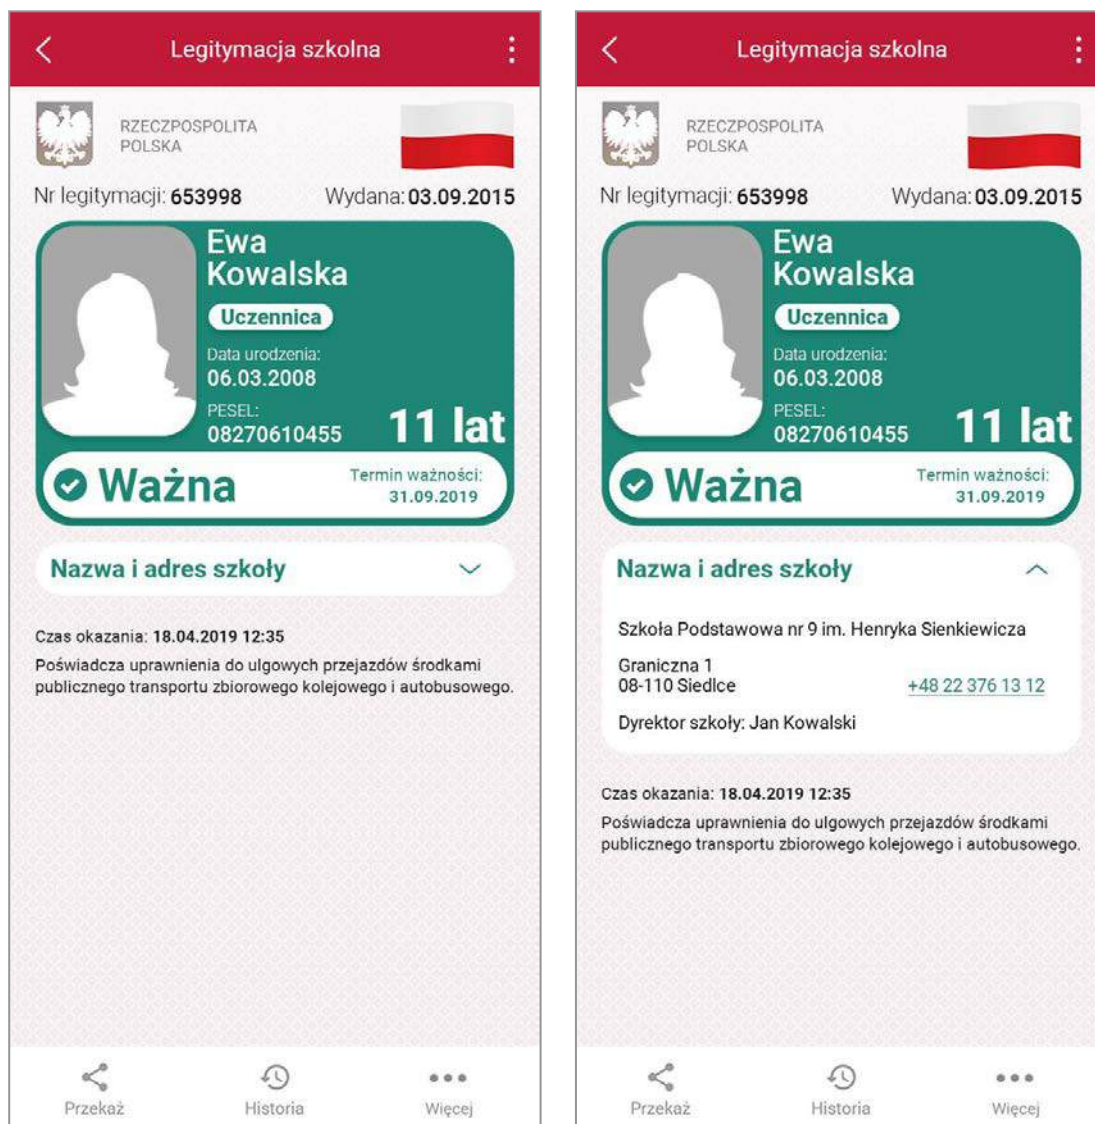 Legitymacja szkolna
RZECZPOSPOLITA
POLSKA
Nr legitymacji: 653998 Wydana: 03.09.2015
Ewa
Kowalska
Uczennica
Data urodzenia:
06.03.2008
PESEL:
08270610455
11 lat
Ważna
Termin ważności:
31.09.2019
Nazwa i adres szkoły
Czas okazania: 18.04.2019 12:35
Poświadcza uprawnienia do ulgowych przejazdów środkami
publicznego transportu zbiorowego kolejowego i autobusowego.
Przekaż Historia Więcej
Legitymacja szkolna
RZECZPOSPOLITA
POLSKA
Nr legitymacji: 653998 Wydana: 03.09.2015
Ewa
Kowalska
Uczennica
Data urodzenia:
06.03.2008
PESEL:
08270610455
11 lat
Ważna
Termin ważności:
31.09.2019
Nazwa i adres szkoły
Szkoła Podstawowa nr 9 im. Henryka Sienkiewicza
Graniczna 1
08-110 Siedlce +48 22 376 13 12
Dyrektor szkoły: Jan Kowalski
Czas okazania: 18.04.2019 12:35
Poświadcza uprawnienia do ulgowych przejazdów środkami
publicznego transportu zbiorowego kolejowego i autobusowego.
Przekaż Historia Więcej